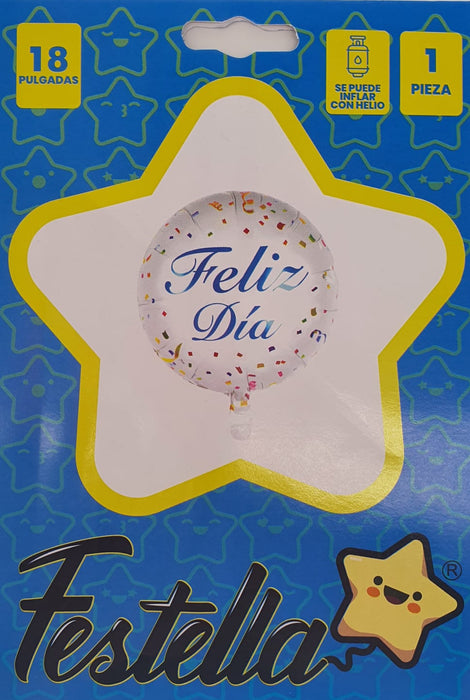 18
PULGADAS
SE PUEDE
INFLAR
CON HELIO
1
PIEZA
Feliz
Día
Festella
®